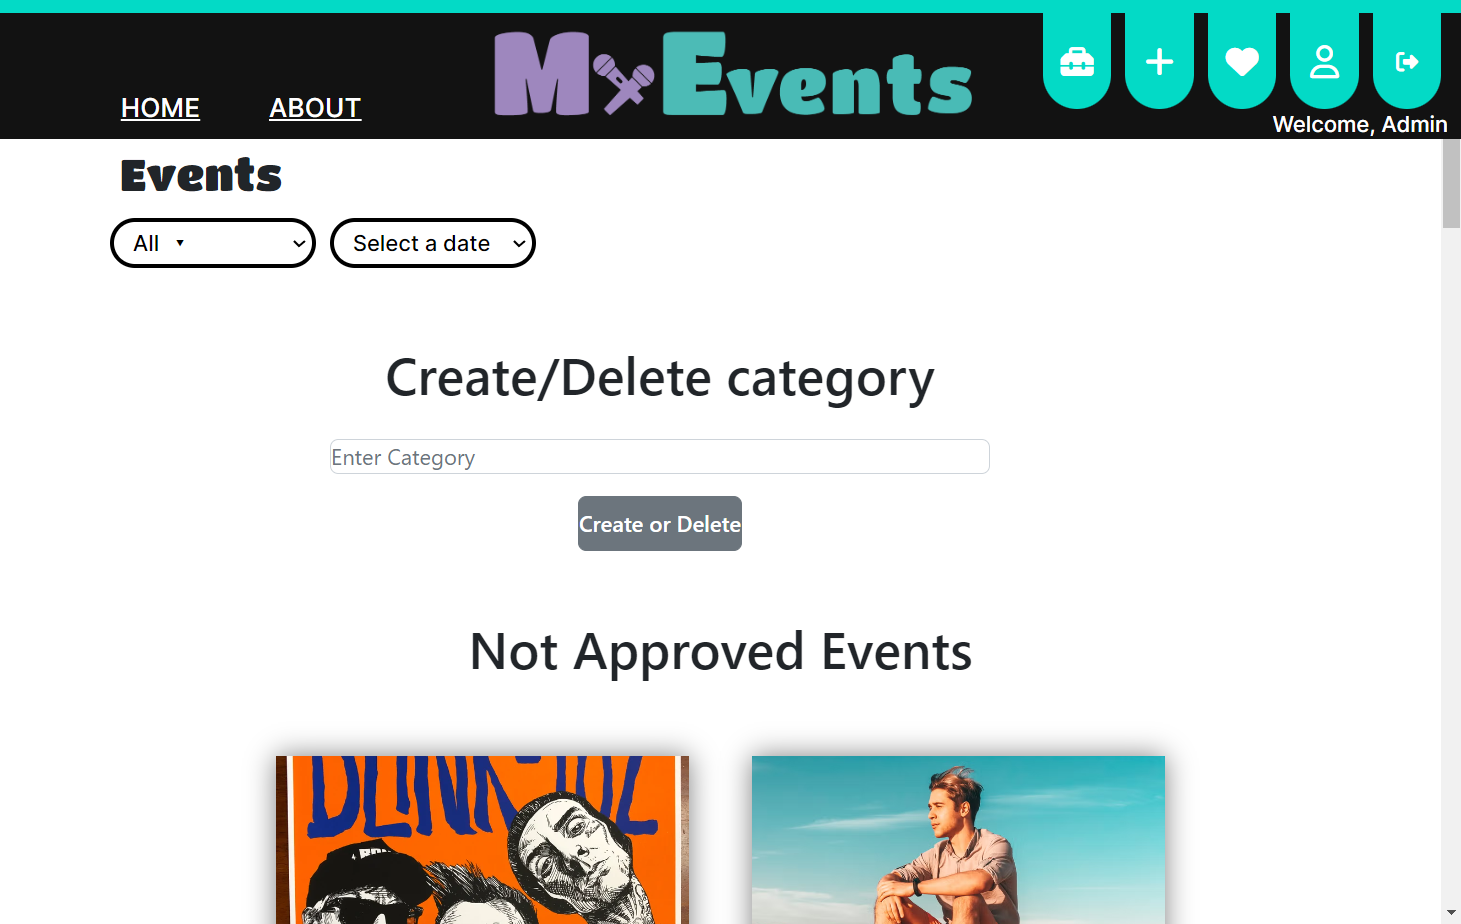 HOME ABOUT
M Events
Welcome, Admin
Events
All Select a date
Create/Delete category
Enter Category
Create or Delete
Not Approved Events
BLINK-182